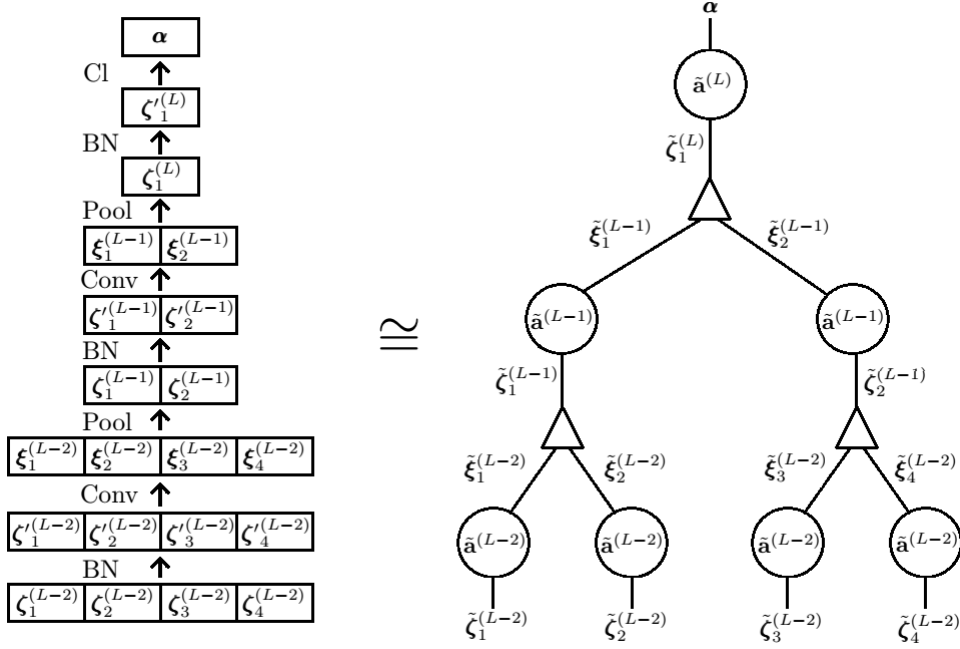 α
Cl
ζ′₁^(L)
BN
ζ₁^(L)
Pool
ξ₁^(L−1) ξ₂^(L−1)
Conv
ζ′₁^(L−1) ζ′₂^(L−1)
BN
ζ₁^(L−1) ζ₂^(L−1)
Pool
ξ₁^(L−2) ξ₂^(L−2) ξ₃^(L−2) ξ₄^(L−2)
Conv
ζ′₁^(L−2) ζ′₂^(L−2) ζ′₃^(L−2) ζ′₄^(L−2)
BN
ζ₁^(L−2) ζ₂^(L−2) ζ₃^(L−2) ζ₄^(L−2)
≊
α
ã^(L)
ζ̃₁^(L)
ξ̃₁^(L−1) ξ̃₂^(L−1)
ã^(L−1) ã^(L−1)
ζ̃₁^(L−1) ζ̃₂^(L−1)
ξ̃₁^(L−2) ξ̃₂^(L−2) ξ̃₃^(L−2) ξ̃₄^(L−2)
ã^(L−2) ã^(L−2) ã^(L−2) ã^(L−2)
ζ̃₁^(L−2) ζ̃₂^(L−2) ζ̃₃^(L−2) ζ̃₄^(L−2)